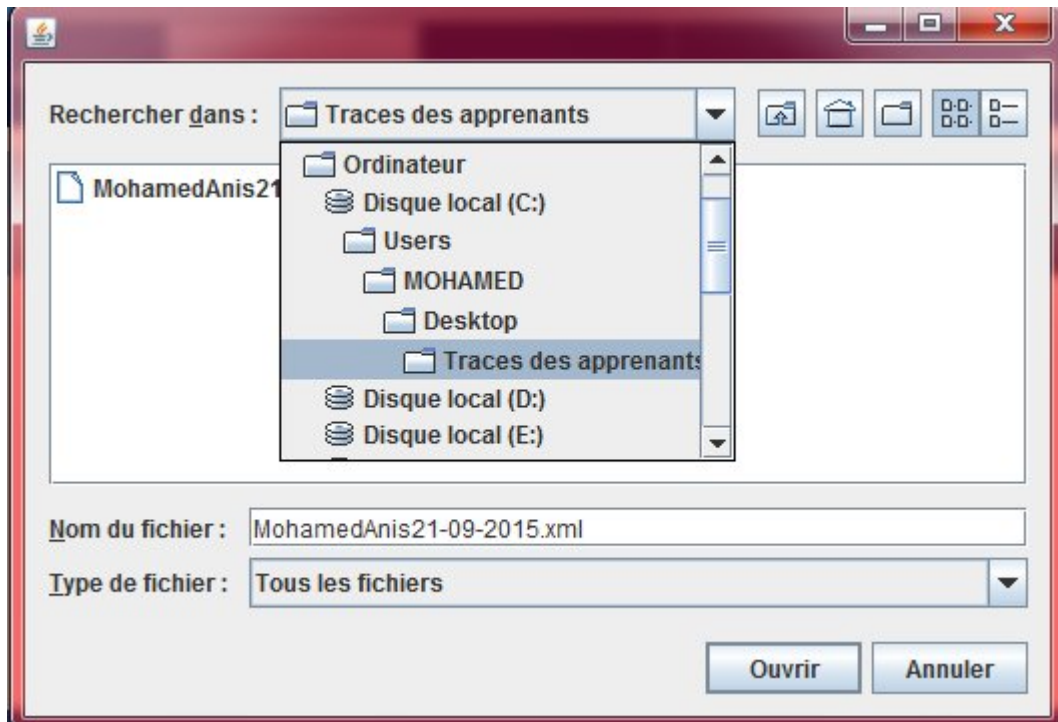 Rechercher dans : Traces des apprenants
Ordinateur
MohamedAnis21
Disque local (C:)
Users
MOHAMED
Desktop
Traces des apprenants
Disque local (D:)
Disque local (E:)
Nom du fichier : MohamedAnis21-09-2015.xml
Type de fichier : Tous les fichiers
Ouvrir Annuler